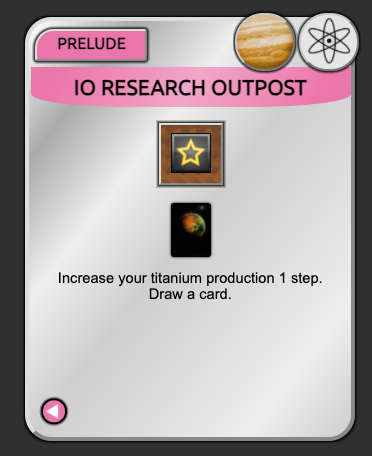 PRELUDE
IO RESEARCH OUTPOST
Increase your titanium production 1 step.
Draw a card.